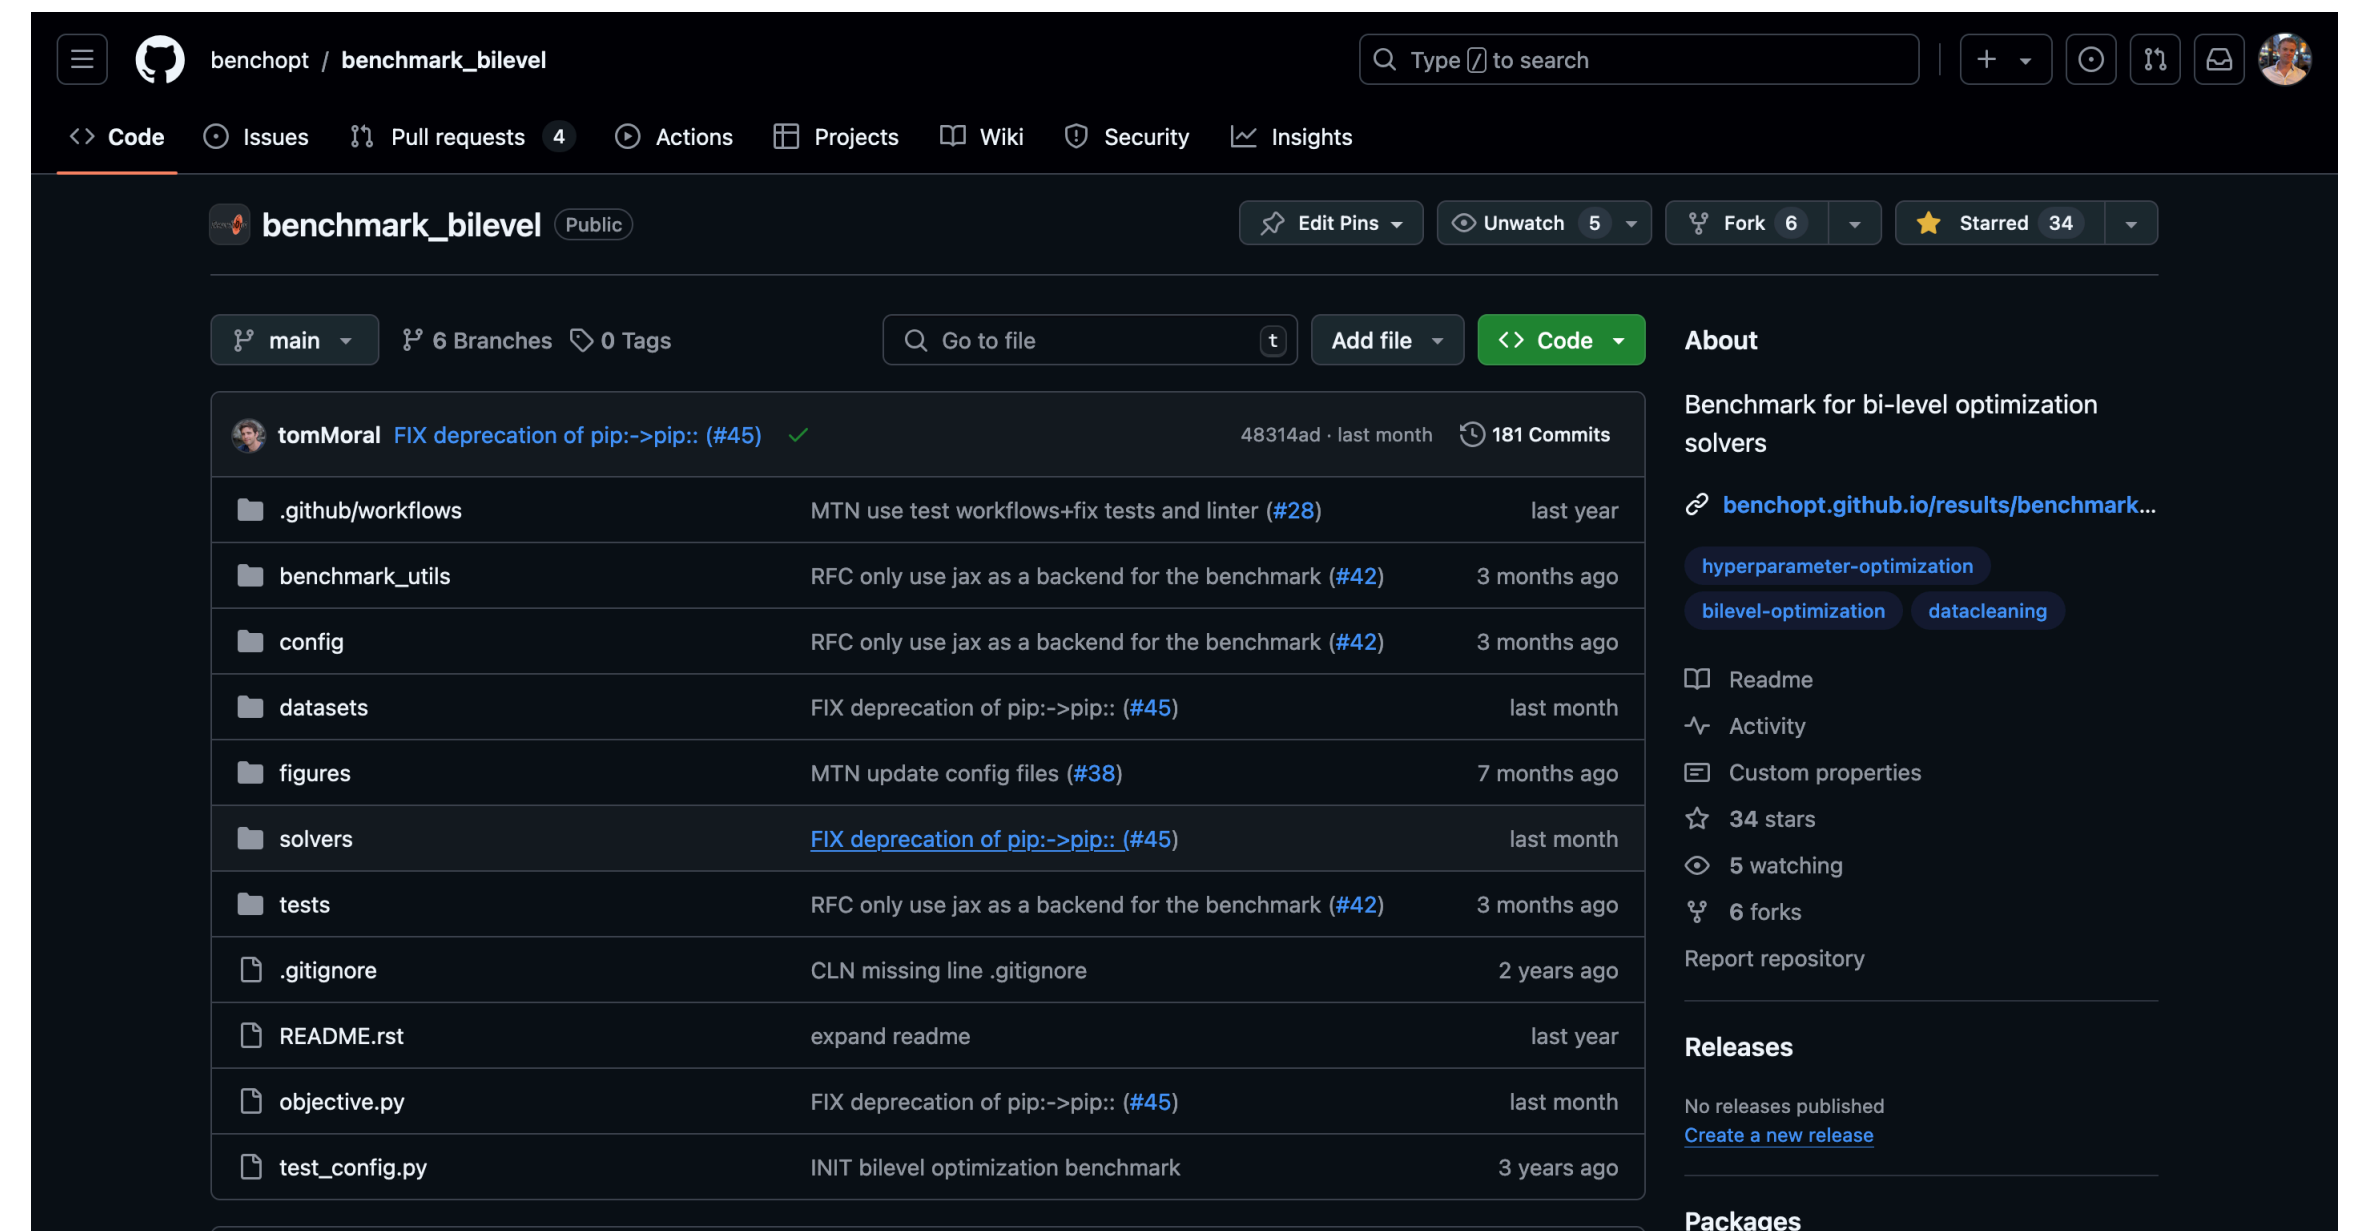 benchopt / benchmark_bilevel
Type / to search
Code Issues Pull requests 4 Actions Projects Wiki Security Insights
benchmark_bilevel Public
Edit Pins Unwatch 5 Fork 6 Starred 34
main 6 Branches 0 Tags Go to file t Add file Code
tomMoral FIX deprecation of pip:->pip:: (#45) 48314ad · last month 181 Commits
.github/workflows MTN use test workflows+fix tests and linter (#28) last year
benchmark_utils RFC only use jax as a backend for the benchmark (#42) 3 months ago
config RFC only use jax as a backend for the benchmark (#42) 3 months ago
datasets FIX deprecation of pip:->pip:: (#45) last month
figures MTN update config files (#38) 7 months ago
solvers FIX deprecation of pip:->pip:: (#45) last month
tests RFC only use jax as a backend for the benchmark (#42) 3 months ago
.gitignore CLN missing line .gitignore 2 years ago
README.rst expand readme last year
objective.py FIX deprecation of pip:->pip:: (#45) last month
test_config.py INIT bilevel optimization benchmark 3 years ago
About
Benchmark for bi-level optimization
solvers
benchopt.github.io/results/benchmark...
hyperparameter-optimization
bilevel-optimization datacleaning
Readme
Activity
Custom properties
34 stars
5 watching
6 forks
Report repository
Releases
No releases published
Create a new release
Packages